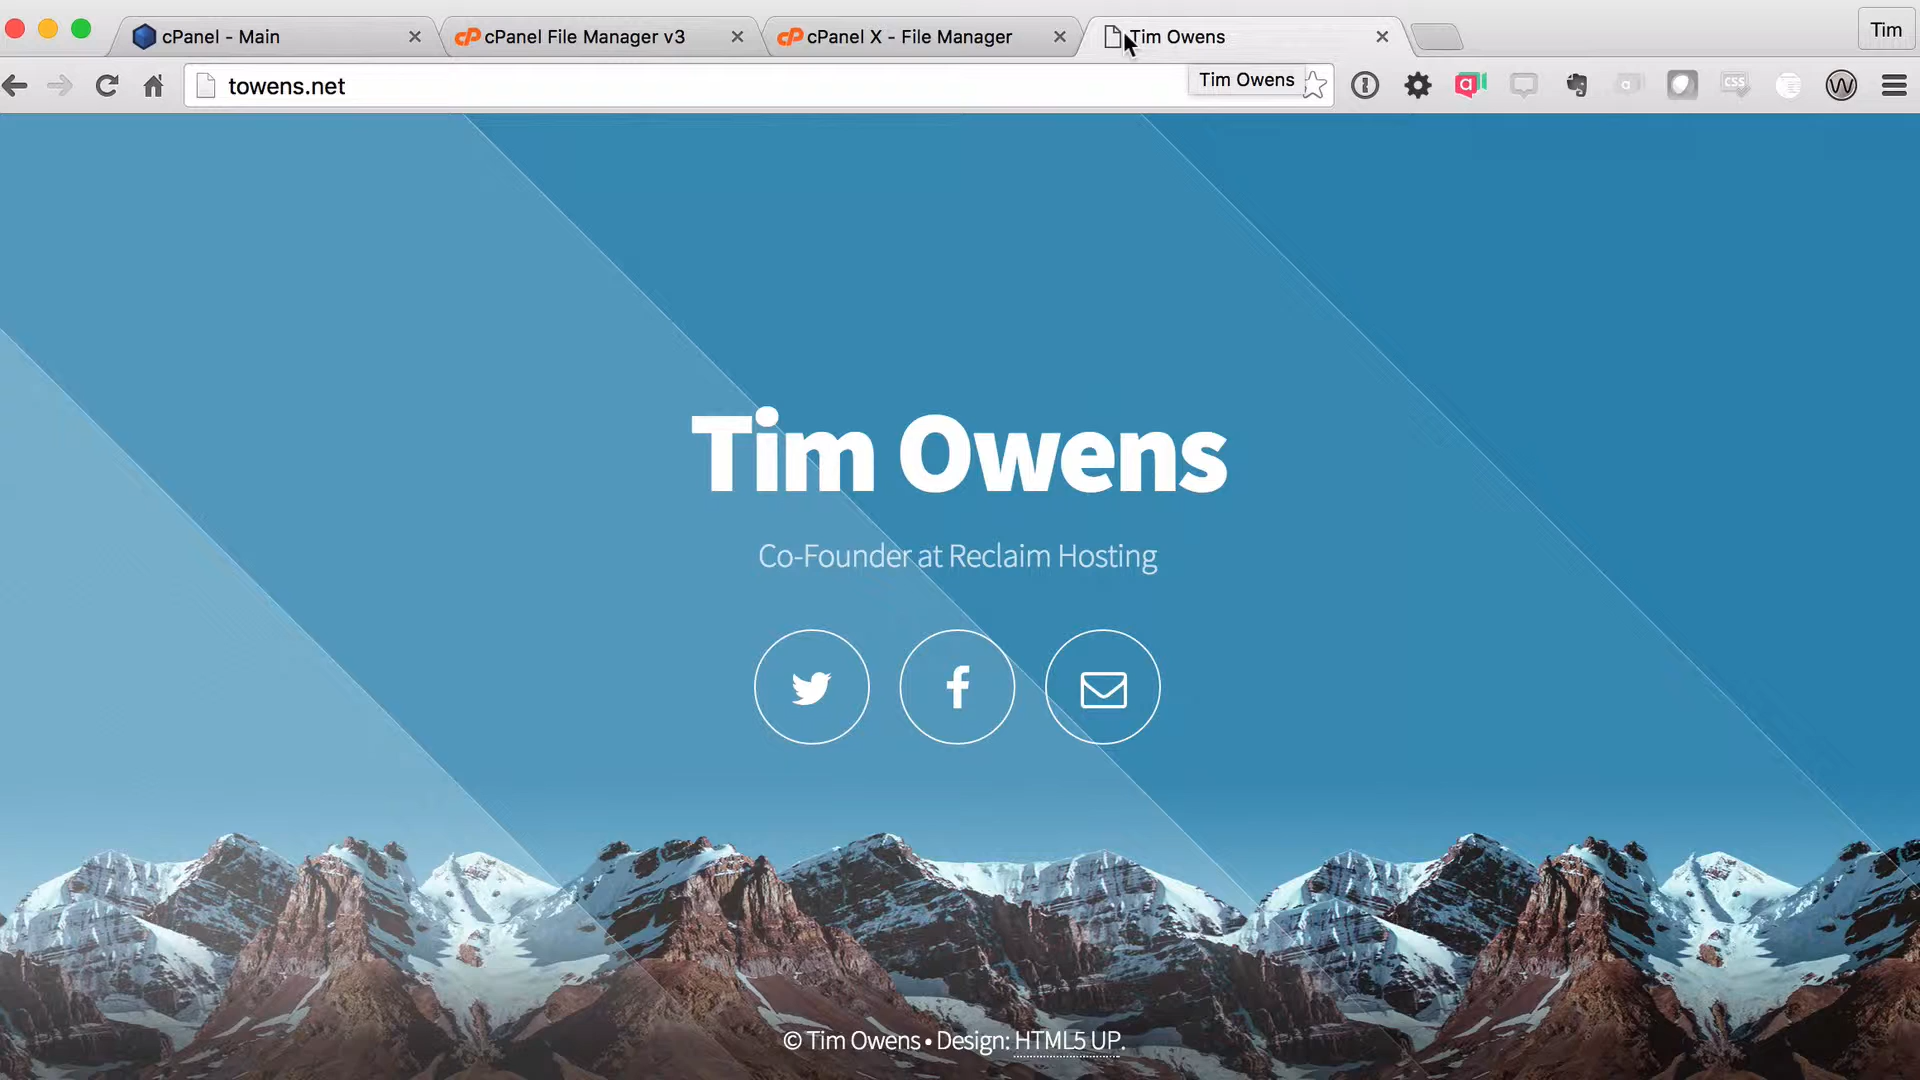 cPanel - Main
cPanel File Manager v3
cPanel X - File Manager
Tim Owens
Tim
towens.net
Tim Owens
Tim Owens
Co-Founder at Reclaim Hosting
© Tim Owens • Design: HTML5 UP.